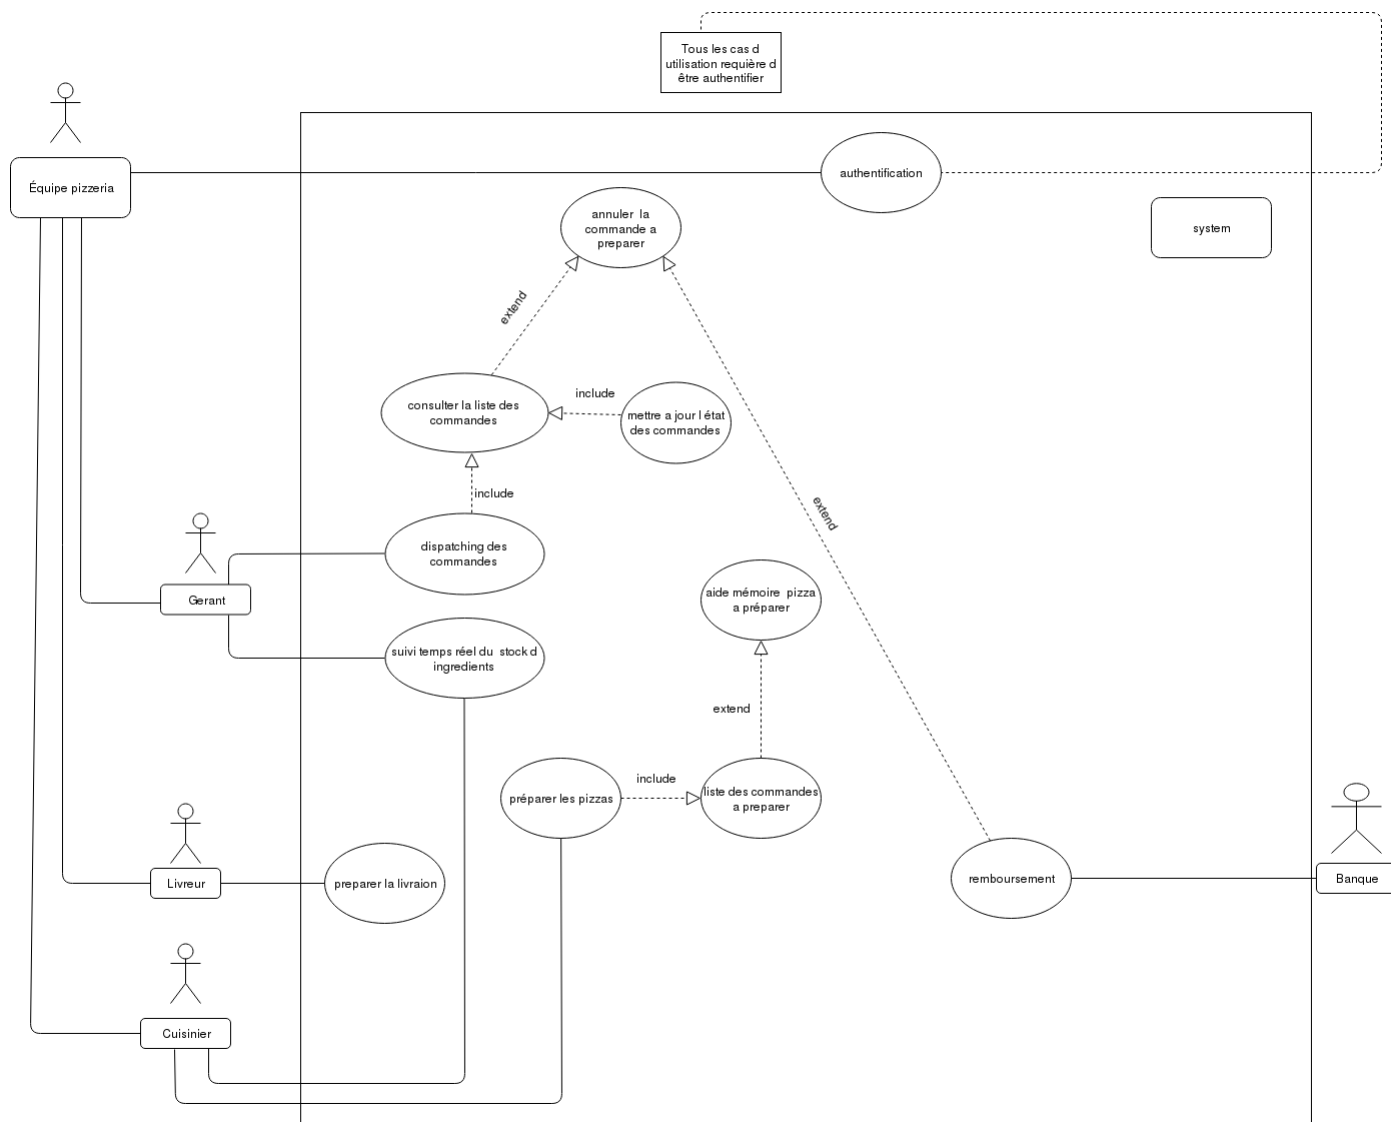 Tous les cas d
utilisation requière d
être authentifier
Équipe pizzeria
authentification
annuler la
commande a
preparer
system
extend
consulter la liste des
commandes
include
mettre a jour l état
des commandes
include
extend
dispatching des
commandes
aide mémoire pizza
a préparer
Gerant
suivi temps réel du stock d
ingredients
extend
include
préparer les pizzas
liste des commandes
a preparer
Livreur
preparer la livraion
remboursement
Banque
Cuisinier